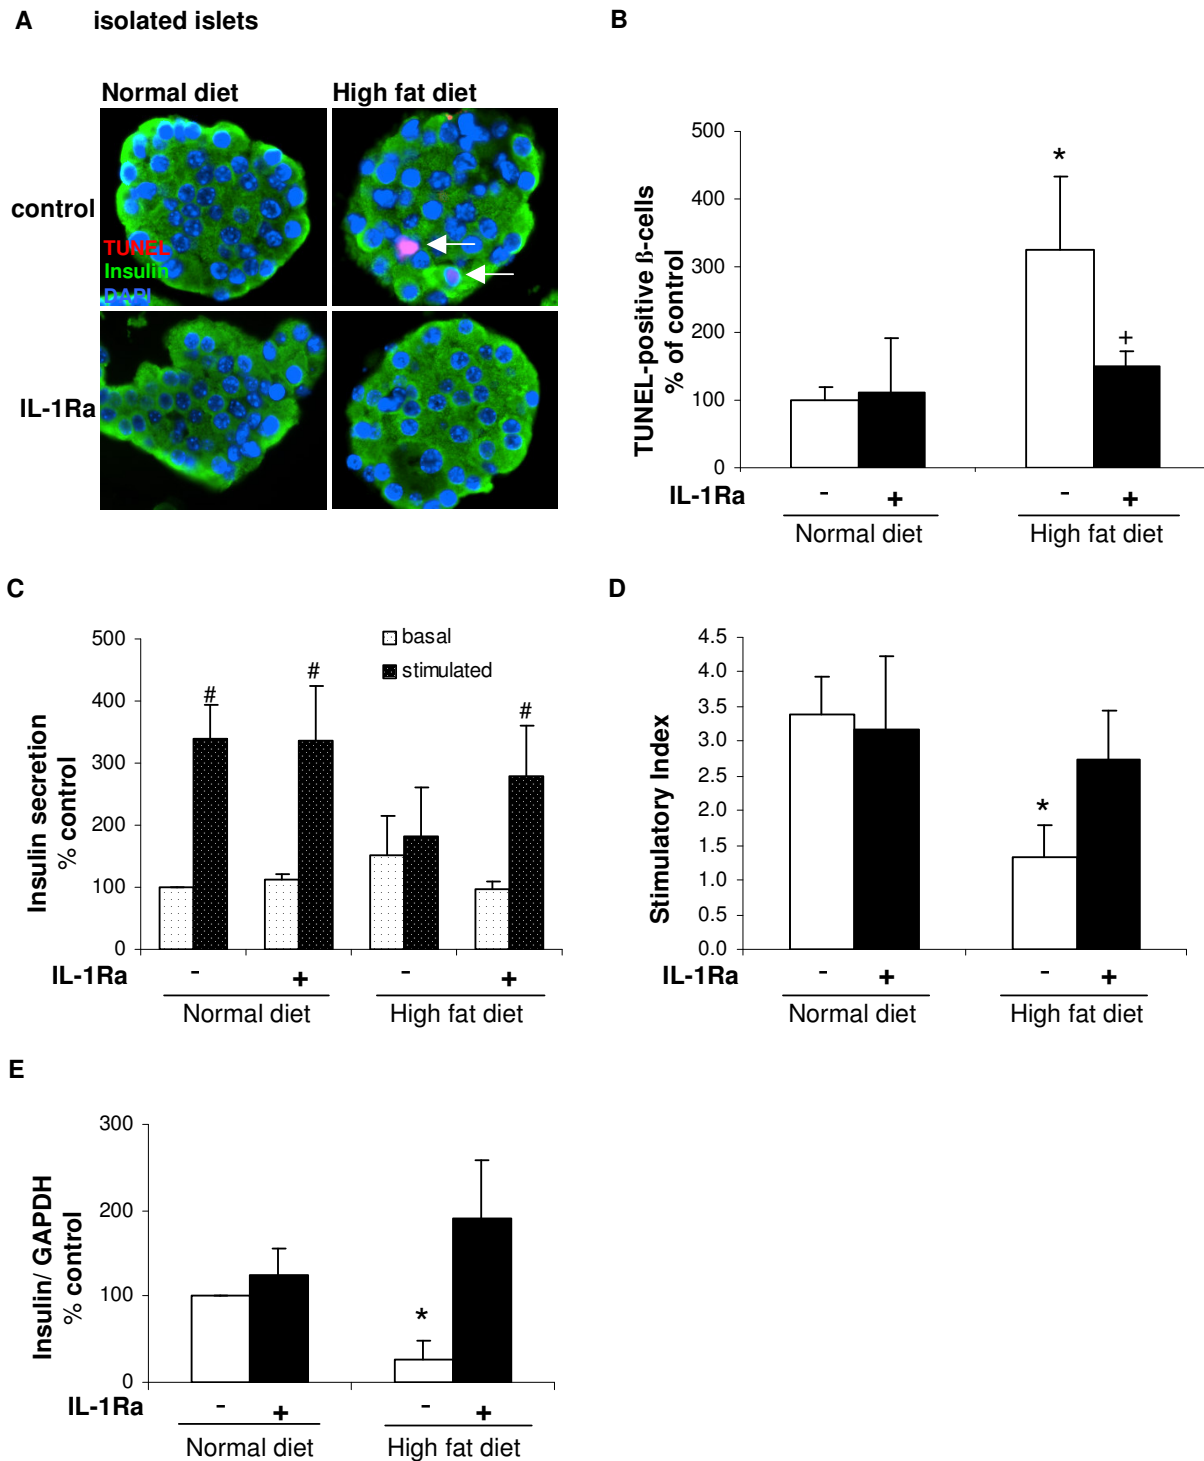 A isolated islets
Normal diet High fat diet
control
TUNEL
Insulin
DAPI
IL-1Ra
B
TUNEL-positive ß-cells
% of control
500
400
300
200
100
0
*
+
IL-1Ra - + - +
Normal diet High fat diet
C
Insulin secretion
% control
500
400
300
200
100
0
basal
stimulated
# # #
IL-1Ra - + - +
Normal diet High fat diet
D
Stimulatory Index
4.5
4.0
3.5
3.0
2.5
2.0
1.5
1.0
0.5
0.0
*
IL-1Ra - + - +
Normal diet High fat diet
E
Insulin/ GAPDH
% control
300
200
100
0
*
IL-1Ra - + - +
Normal diet High fat diet